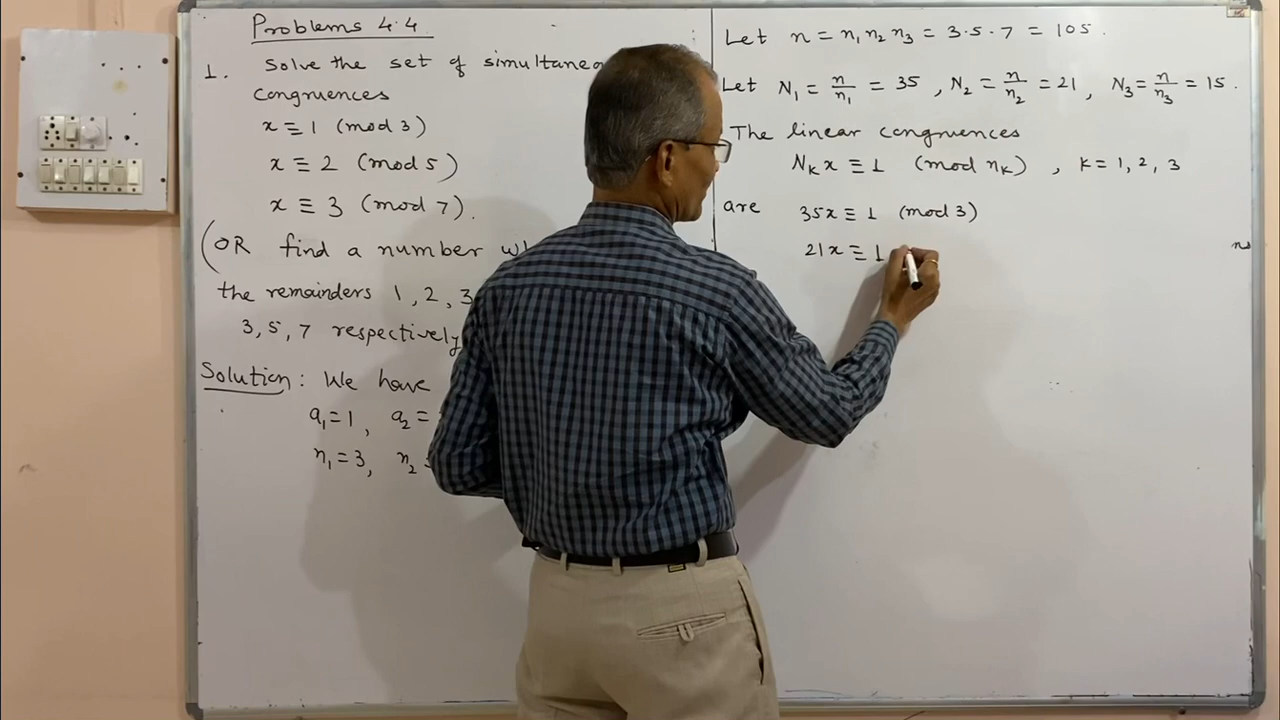 Problems 4.4
1. Solve the set of
congruences
x ≡ 1 (mod 3)
x ≡ 2 (mod 5)
x ≡ 3 (mod 7).
(OR find a number
the remainders 1, 2, 3
3, 5, 7 respectively
Solution: We have
a₁=1, a₂=
n₁=3, n₂
Let n = n₁ n₂ n₃ = 3·5·7 = 105.
Let N₁ = n/n₁ = 35, N₂ = n/n₂ = 21, N₃ = n/n₃ = 15.
The linear congruences
N_K x ≡ 1 (mod n_K), K = 1, 2, 3
are 35x ≡ 1 (mod 3)
21x ≡ 1